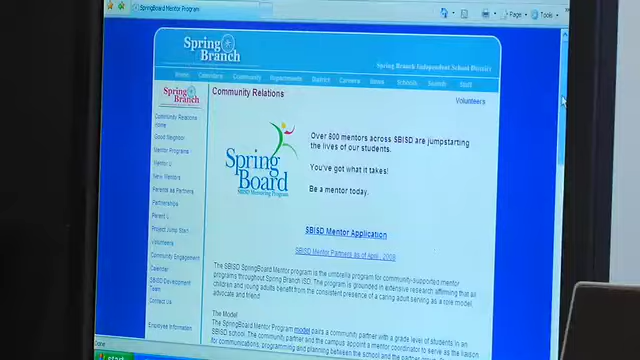 SpringBoard Mentor Program
Page
Tools
Spring Branch
Spring Branch Independent School District
Home Calendars Community Departments District Careers News Schools Search Staff
Spring Branch
Community Relations
Volunteers
Community Relations Home
Good Neighbor
Mentor Programs
Mentor U
New Mentors
Parents as Partners
Partnerships
Parent U
Project Jump Start
Volunteers
Community Engagement
Calendar
SBISD Development Team
Contact Us
Employee Information
Spring Board
SBISD Mentoring Program
Over 800 mentors across SBISD are jumpstarting
the lives of our students.
You've got what it takes!
Be a mentor today.
SBISD Mentor Application
SBISD Mentor Partners as of April, 2009
The SBISD SpringBoard Mentor program is the umbrella program for community-supported mentor
programs throughout Spring Branch ISD. The program is grounded in extensive research affirming that all
children and young adults benefit from the consistent presence of a caring adult serving as a role model,
advocate and friend.
The Model
The SpringBoard Mentor Program model pairs a community partner with a grade level of students in an
SBISD school. The community partner and the campus appoint a mentor coordinator to serve as the liaison
for communications, programming and planning between the school and the partner
Done
start